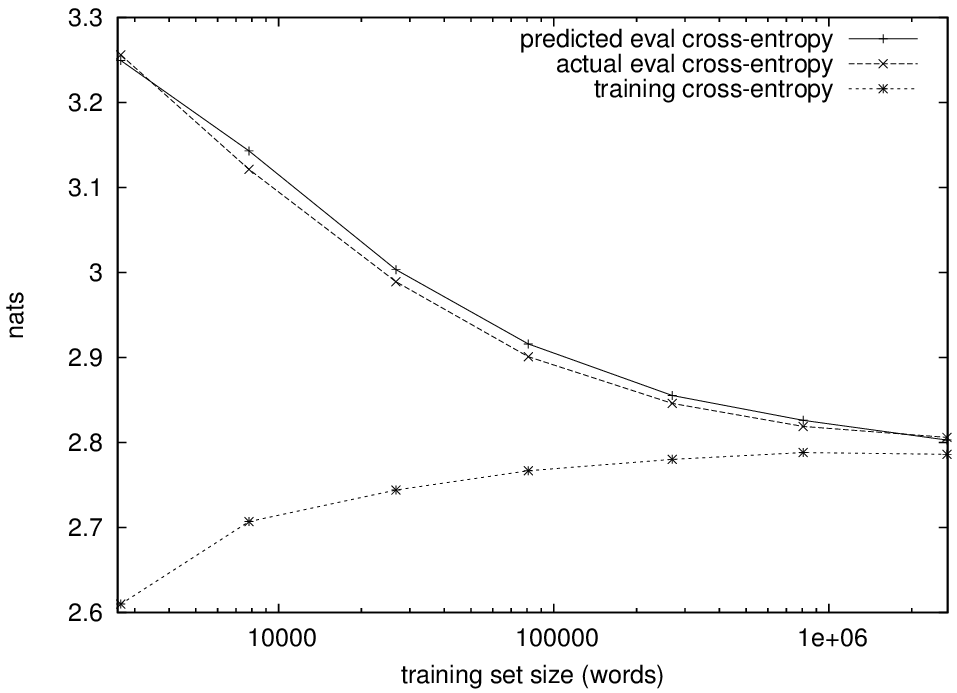 3.3
3.2
3.1
3
2.9
2.8
2.7
2.6
nats
predicted eval cross-entropy
actual eval cross-entropy
training cross-entropy
10000 100000 1e+06
training set size (words)